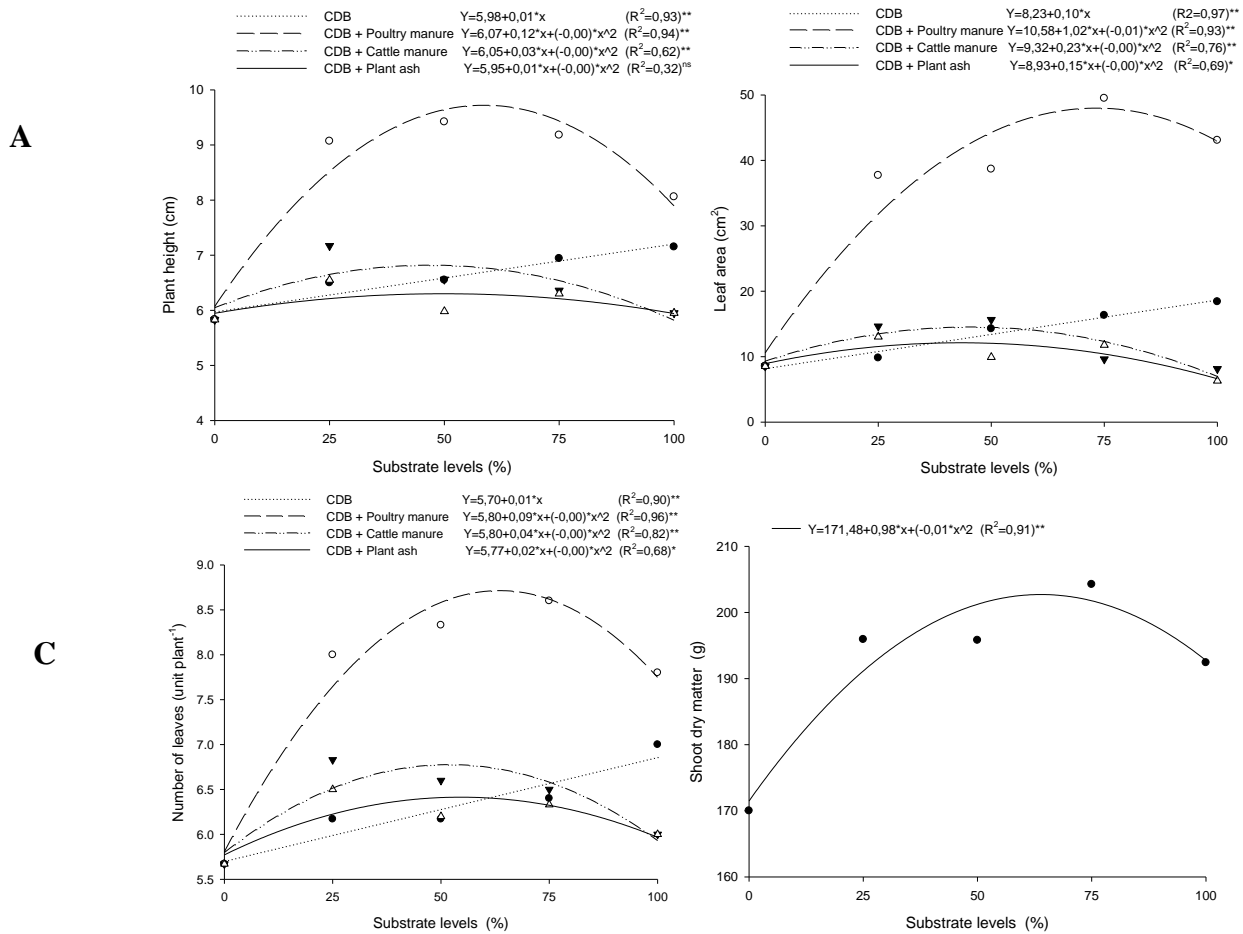 CDB Y=5,98+0,01*x (R²=0,93)**
CDB + Poultry manure Y=6,07+0,12*x+(-0,00)*x^2 (R²=0,94)**
CDB + Cattle manure Y=6,05+0,03*x+(-0,00)*x^2 (R²=0,62)**
CDB + Plant ash Y=5,95+0,01*x+(-0,00)*x^2 (R²=0,32)ns
A
Plant height (cm)
10
9
8
7
6
5
4
0 25 50 75 100
Substrate levels (%)
CDB Y=8,23+0,10*x (R2=0,97)**
CDB + Poultry manure Y=10,58+1,02*x+(-0,01)*x^2 (R²=0,93)**
CDB + Cattle manure Y=9,32+0,23*x+(-0,00)*x^2 (R²=0,76)**
CDB + Plant ash Y=8,93+0,15*x+(-0,00)*x^2 (R²=0,69)*
Leaf area (cm²)
50
40
30
20
10
0
0 25 50 75 100
Substrate levels (%)
CDB Y=5,70+0,01*x (R²=0,90)**
CDB + Poultry manure Y=5,80+0,09*x+(-0,00)*x^2 (R²=0,96)**
CDB + Cattle manure Y=5,80+0,04*x+(-0,00)*x^2 (R²=0,82)**
CDB + Plant ash Y=5,77+0,02*x+(-0,00)*x^2 (R²=0,68)*
C
Number of leaves (unit plant⁻¹)
9.0
8.5
8.0
7.5
7.0
6.5
6.0
5.5
0 25 50 75 100
Substrate levels (%)
Y=171,48+0,98*x+(-0,01*x^2 (R²=0,91)**
Shoot dry matter (g)
210
200
190
180
170
160
0 25 50 75 100
Substrate levels (%)